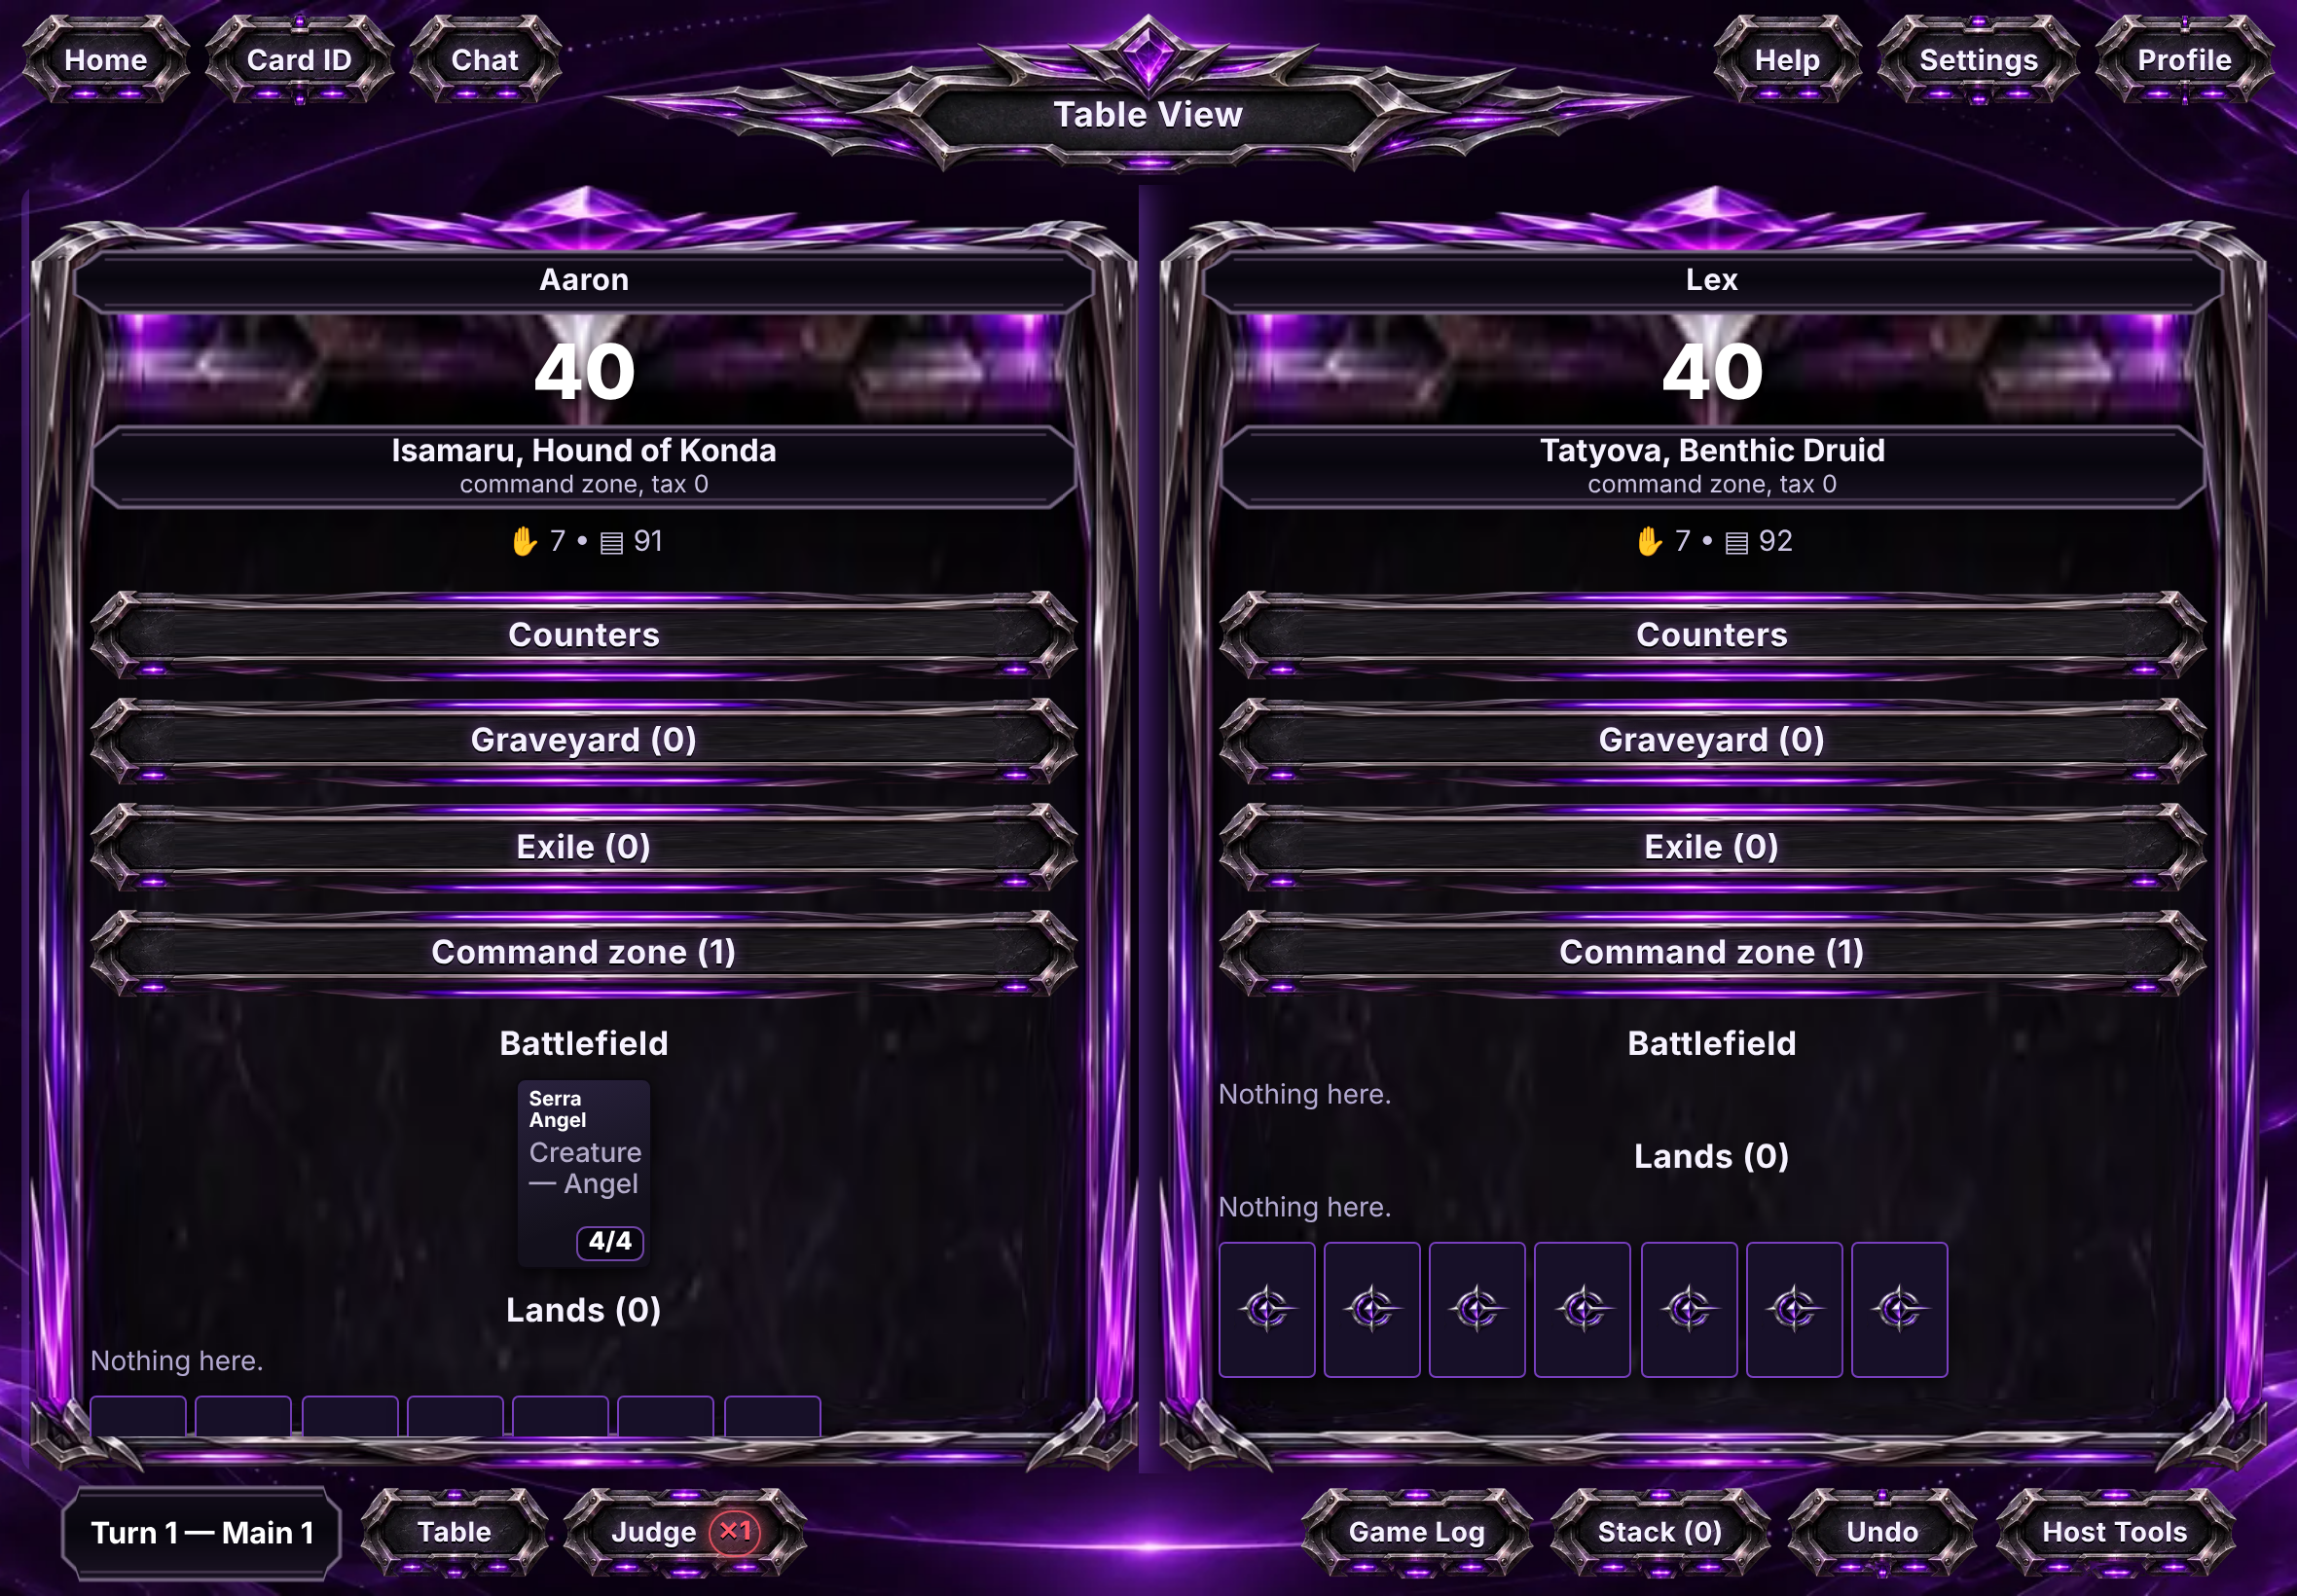 Home
Card ID
Chat
Table View
Help
Settings
Profile
Aaron
40
Isamaru, Hound of Konda
command zone, tax 0
✋ 7 • ▤ 91
Counters
Graveyard (0)
Exile (0)
Command zone (1)
Battlefield
Serra
Angel
Creature
— Angel
4/4
Lands (0)
Nothing here.
Lex
40
Tatyova, Benthic Druid
command zone, tax 0
✋ 7 • ▤ 92
Counters
Graveyard (0)
Exile (0)
Command zone (1)
Battlefield
Nothing here.
Lands (0)
Nothing here.
Turn 1 — Main 1
Table
Judge ×1
Game Log
Stack (0)
Undo
Host Tools